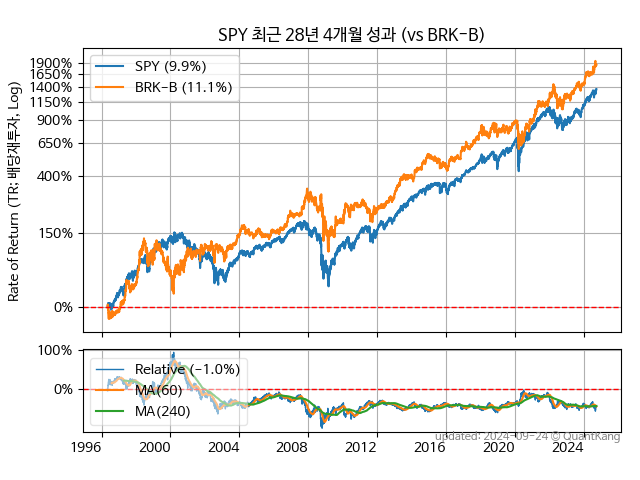 SPY 최근 28년 4개월 성과 (vs BRK-B)
Rate of Return (TR: 배당재투자, Log)
1900%
1650%
1400%
1150%
900%
650%
400%
150%
0%
SPY (9.9%)
BRK-B (11.1%)
100%
0%
Relative (-1.0%)
MA(60)
MA(240)
updated: 2024-09-24 © QuantKang
1996 2000 2004 2008 2012 2016 2020 2024